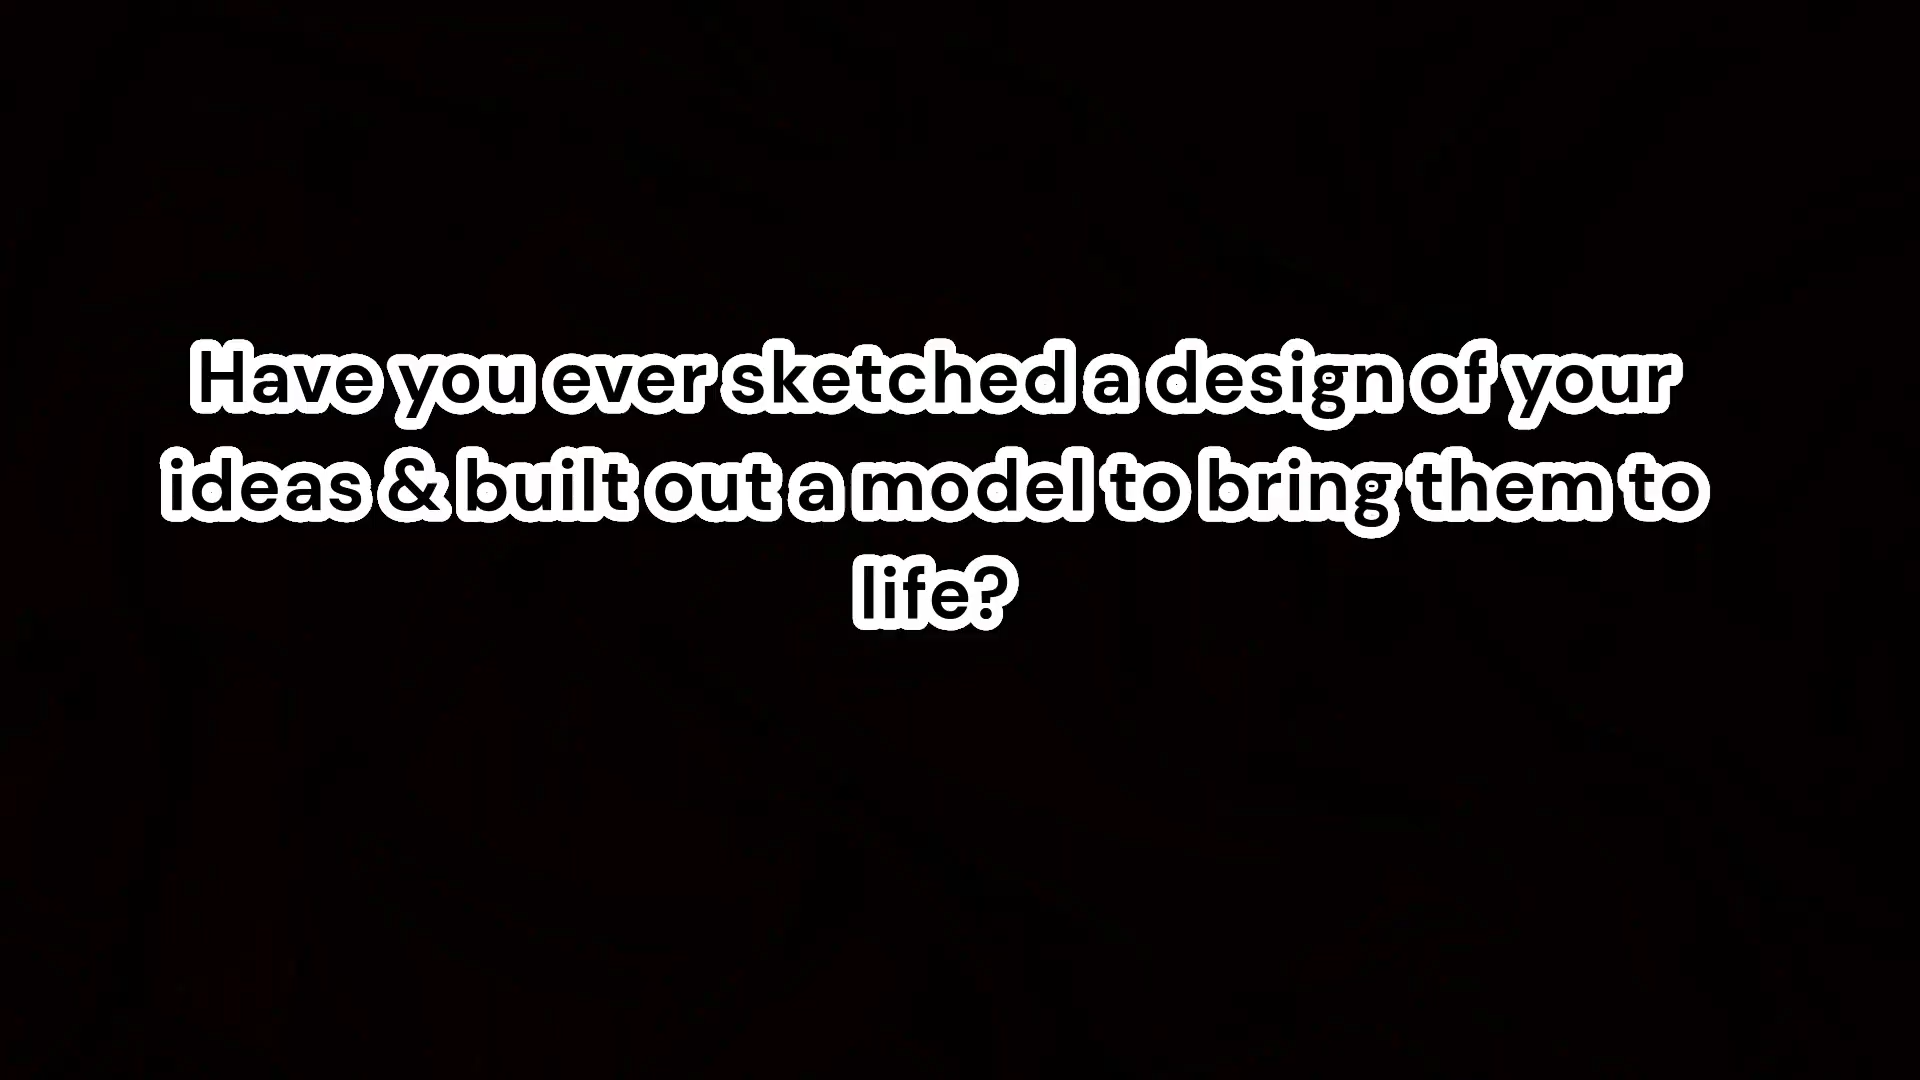 Have you ever sketched a design of your
ideas & built out a model to bring them to
life?